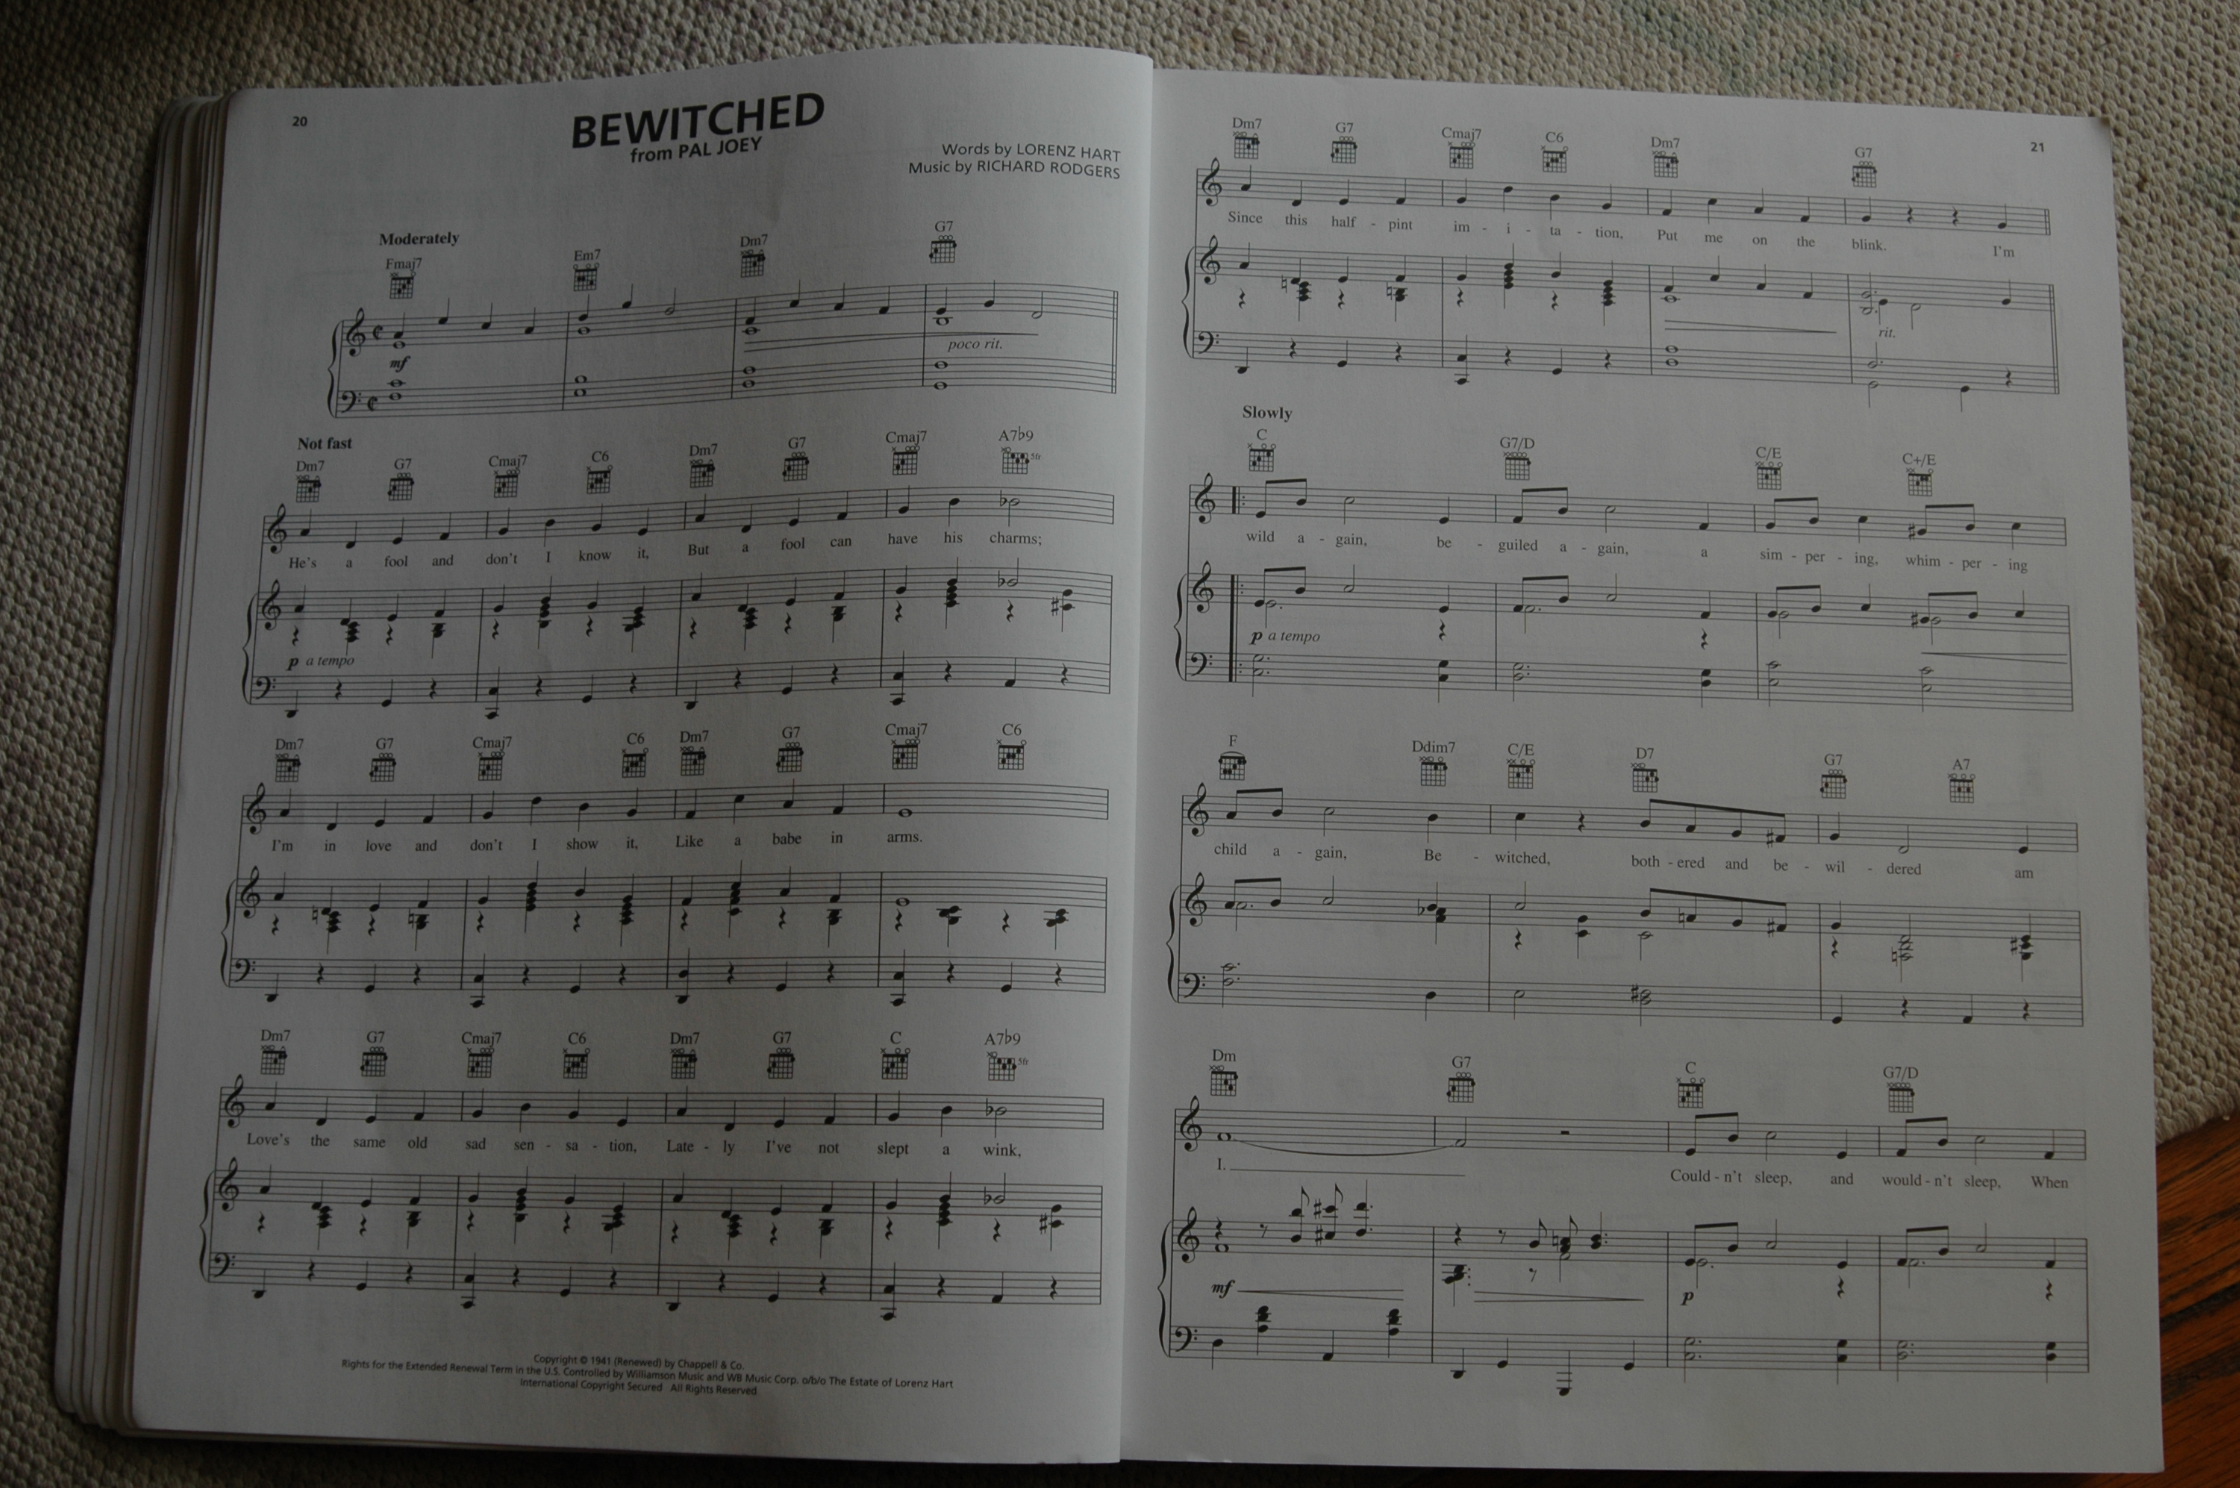 20
BEWITCHED
from PAL JOEY
Words by LORENZ HART
Music by RICHARD RODGERS
Moderately
Fmaj7 Em7 Dm7 G7
mf
poco rit.
Not fast
Dm7 G7 Cmaj7 C6 Dm7 G7 Cmaj7 A7♭9
5fr
He's a fool and don't I know it, But a fool can have his charms;
p a tempo
Dm7 G7 Cmaj7 C6 Dm7 G7 Cmaj7 C6
I'm in love and don't I show it, Like a babe in arms.
Dm7 G7 Cmaj7 C6 Dm7 G7 C A7♭9
5fr
Love's the same old sad sen - sa - tion, Late - ly I've not slept a wink,
Copyright © 1941 (Renewed) by Chappell & Co.
Rights for the Extended Renewal Term in the U.S. Controlled by Williamson Music and WB Music Corp. o/b/o The Estate of Lorenz Hart
International Copyright Secured All Rights Reserved
21
Dm7 G7 Cmaj7 C6 Dm7 G7
Since this half - pint im - i - ta - tion, Put me on the blink. I'm
rit.
Slowly
C G7/D C/E C+/E
wild a - gain, be - guiled a - gain, a sim - per - ing, whim - per - ing
p a tempo
F Ddim7 C/E D7 G7 A7
child a - gain, Be - witched, both - ered and be - wil - dered am
Dm G7 C G7/D
I. Could - n't sleep, and would - n't sleep, When
mf
p